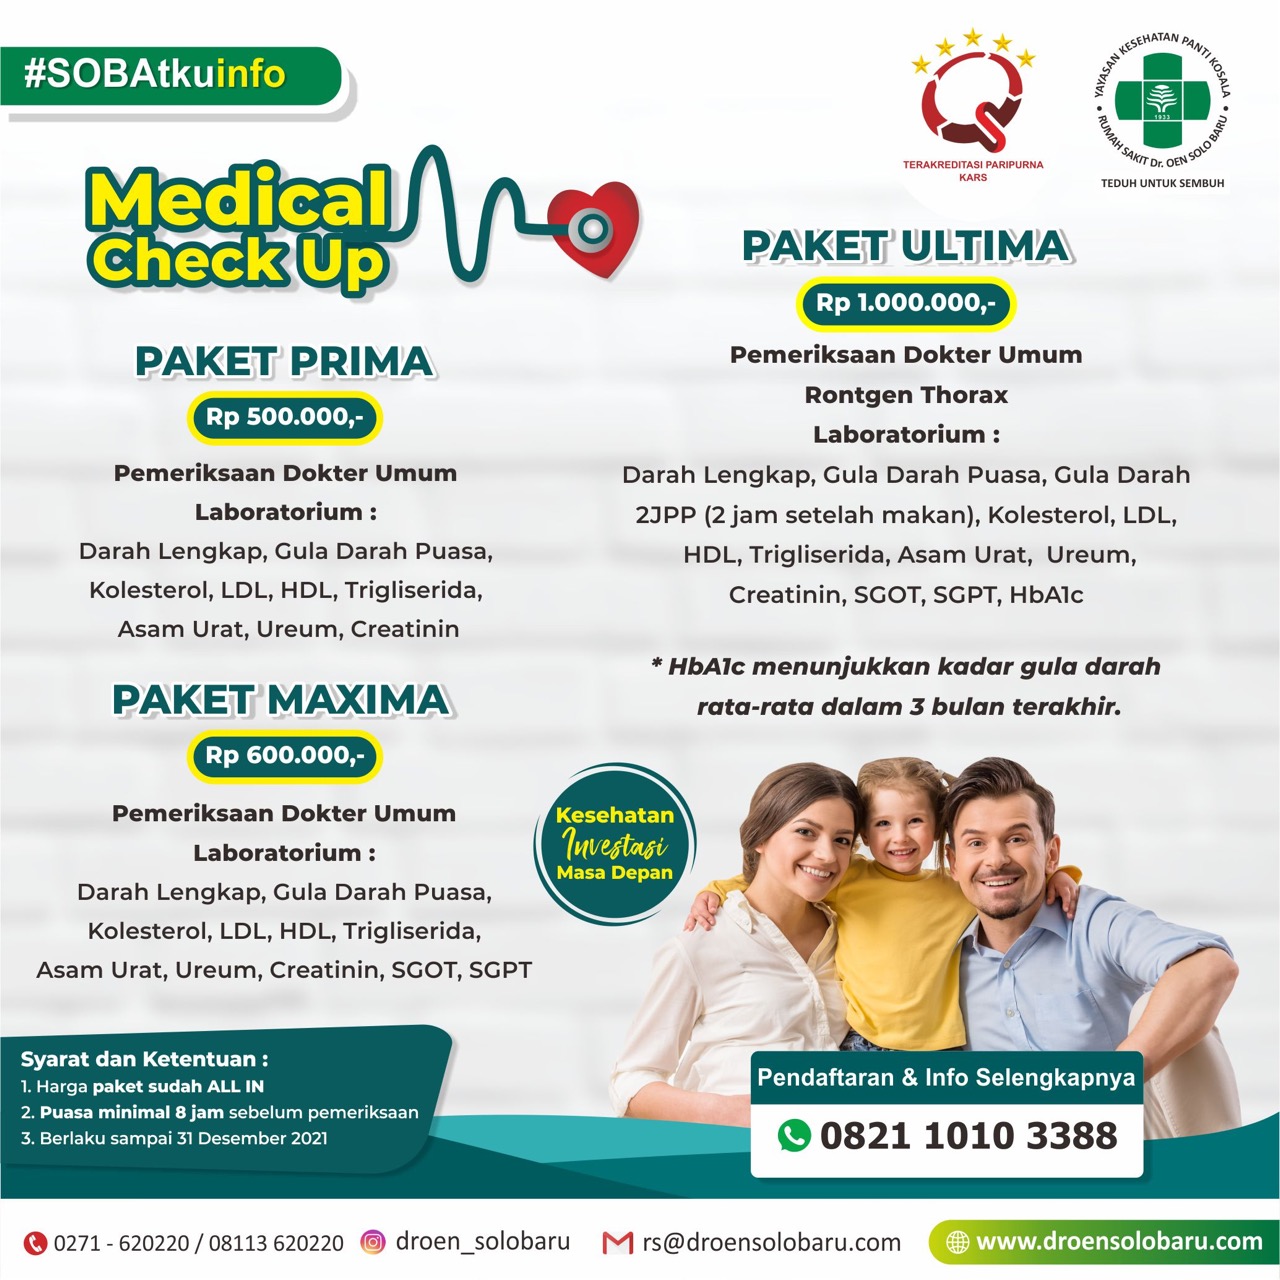 #SOBAtkuinfo
TERAKREDITASI PARIPURNA
KARS
YAYASAN KESEHATAN PANTI KOSALA
1933
RUMAH SAKIT Dr. OEN SOLO BARU
TEDUH UNTUK SEMBUH
Medical
Check Up
PAKET PRIMA
Rp 500.000,-
Pemeriksaan Dokter Umum
Laboratorium :
Darah Lengkap, Gula Darah Puasa,
Kolesterol, LDL, HDL, Trigliserida,
Asam Urat, Ureum, Creatinin
PAKET MAXIMA
Rp 600.000,-
Pemeriksaan Dokter Umum
Laboratorium :
Darah Lengkap, Gula Darah Puasa,
Kolesterol, LDL, HDL, Trigliserida,
Asam Urat, Ureum, Creatinin, SGOT, SGPT
PAKET ULTIMA
Rp 1.000.000,-
Pemeriksaan Dokter Umum
Rontgen Thorax
Laboratorium :
Darah Lengkap, Gula Darah Puasa, Gula Darah
2JPP (2 jam setelah makan), Kolesterol, LDL,
HDL, Trigliserida, Asam Urat, Ureum,
Creatinin, SGOT, SGPT, HbA1c
* HbA1c menunjukkan kadar gula darah
rata-rata dalam 3 bulan terakhir.
Kesehatan
Investasi
Masa Depan
Syarat dan Ketentuan :
1. Harga paket sudah ALL IN
2. Puasa minimal 8 jam sebelum pemeriksaan
3. Berlaku sampai 31 Desember 2021
Pendaftaran & Info Selengkapnya
0821 1010 3388
0271 - 620220 / 08113 620220
droen_solobaru
rs@droensolobaru.com
www.droensolobaru.com